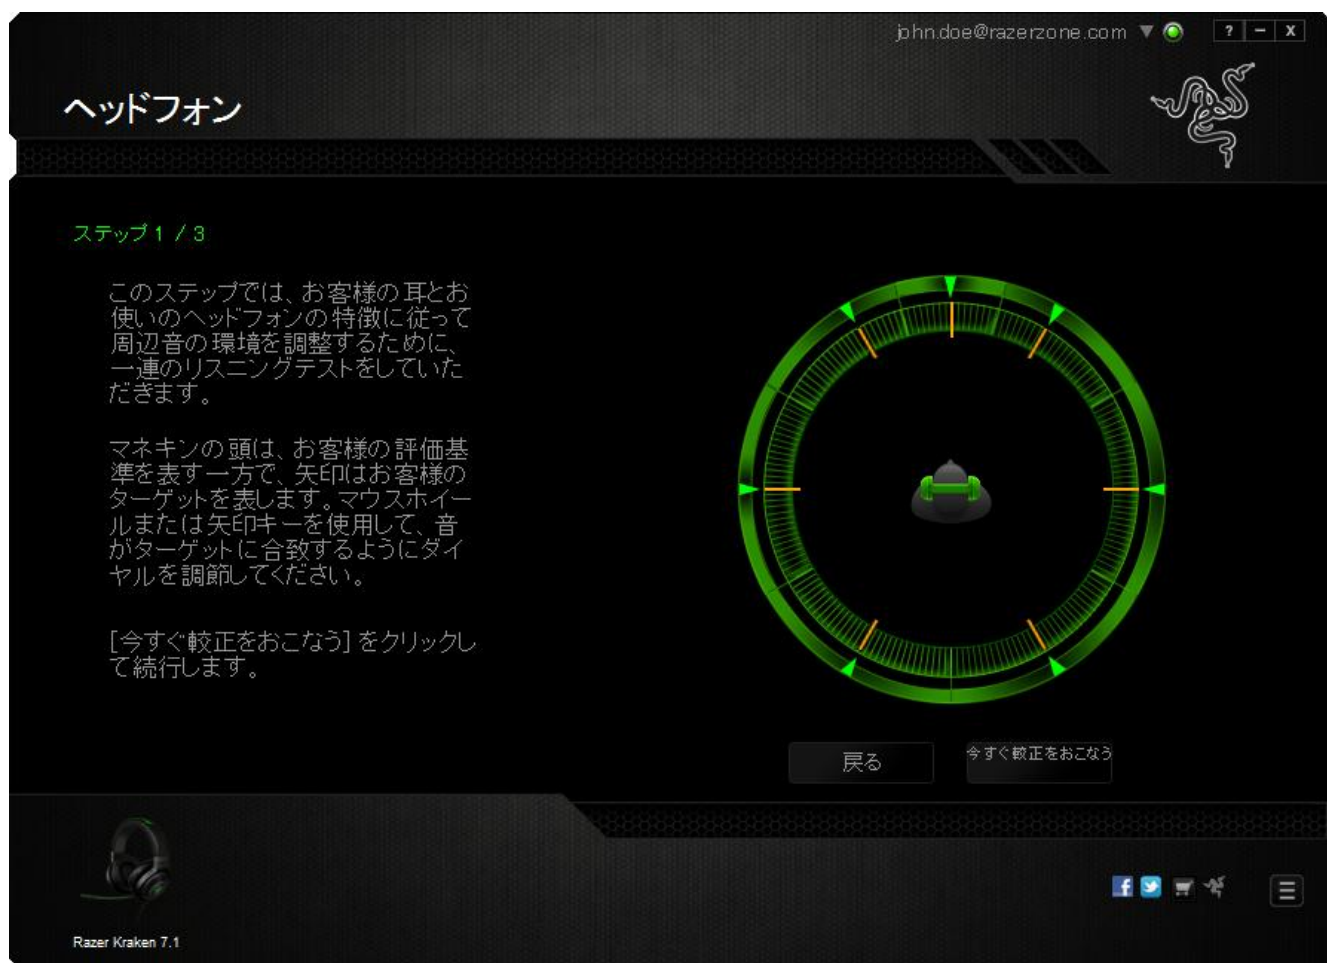 john.doe@razerzone.com
? – X
ヘッドフォン
ステップ 1 / 3
このステップでは、お客様の耳とお
使いのヘッドフォンの特徴に従って
周辺音の環境を調整するために、
一連のリスニングテストをしていた
だきます。
マネキンの頭は、お客様の評価基
準を表す一方で、矢印はお客様の
ターゲットを表します。マウスホイー
ルまたは矢印キーを使用して、音
がターゲットに合致するようにダイ
ヤルを調節してください。
[今すぐ較正をおこなう] をクリックし
て続行します。
戻る
今すぐ較正をおこなう
Razer Kraken 7.1